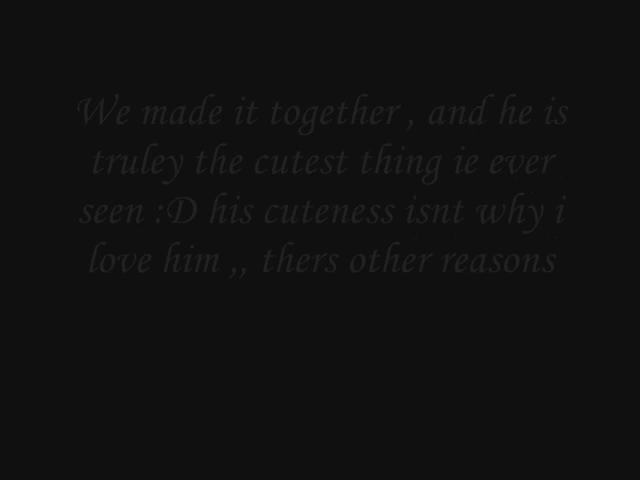 We made it together , and he is
truley the cutest thing ie ever
seen :D his cuteness isnt why i
love him ,, thers other reasons